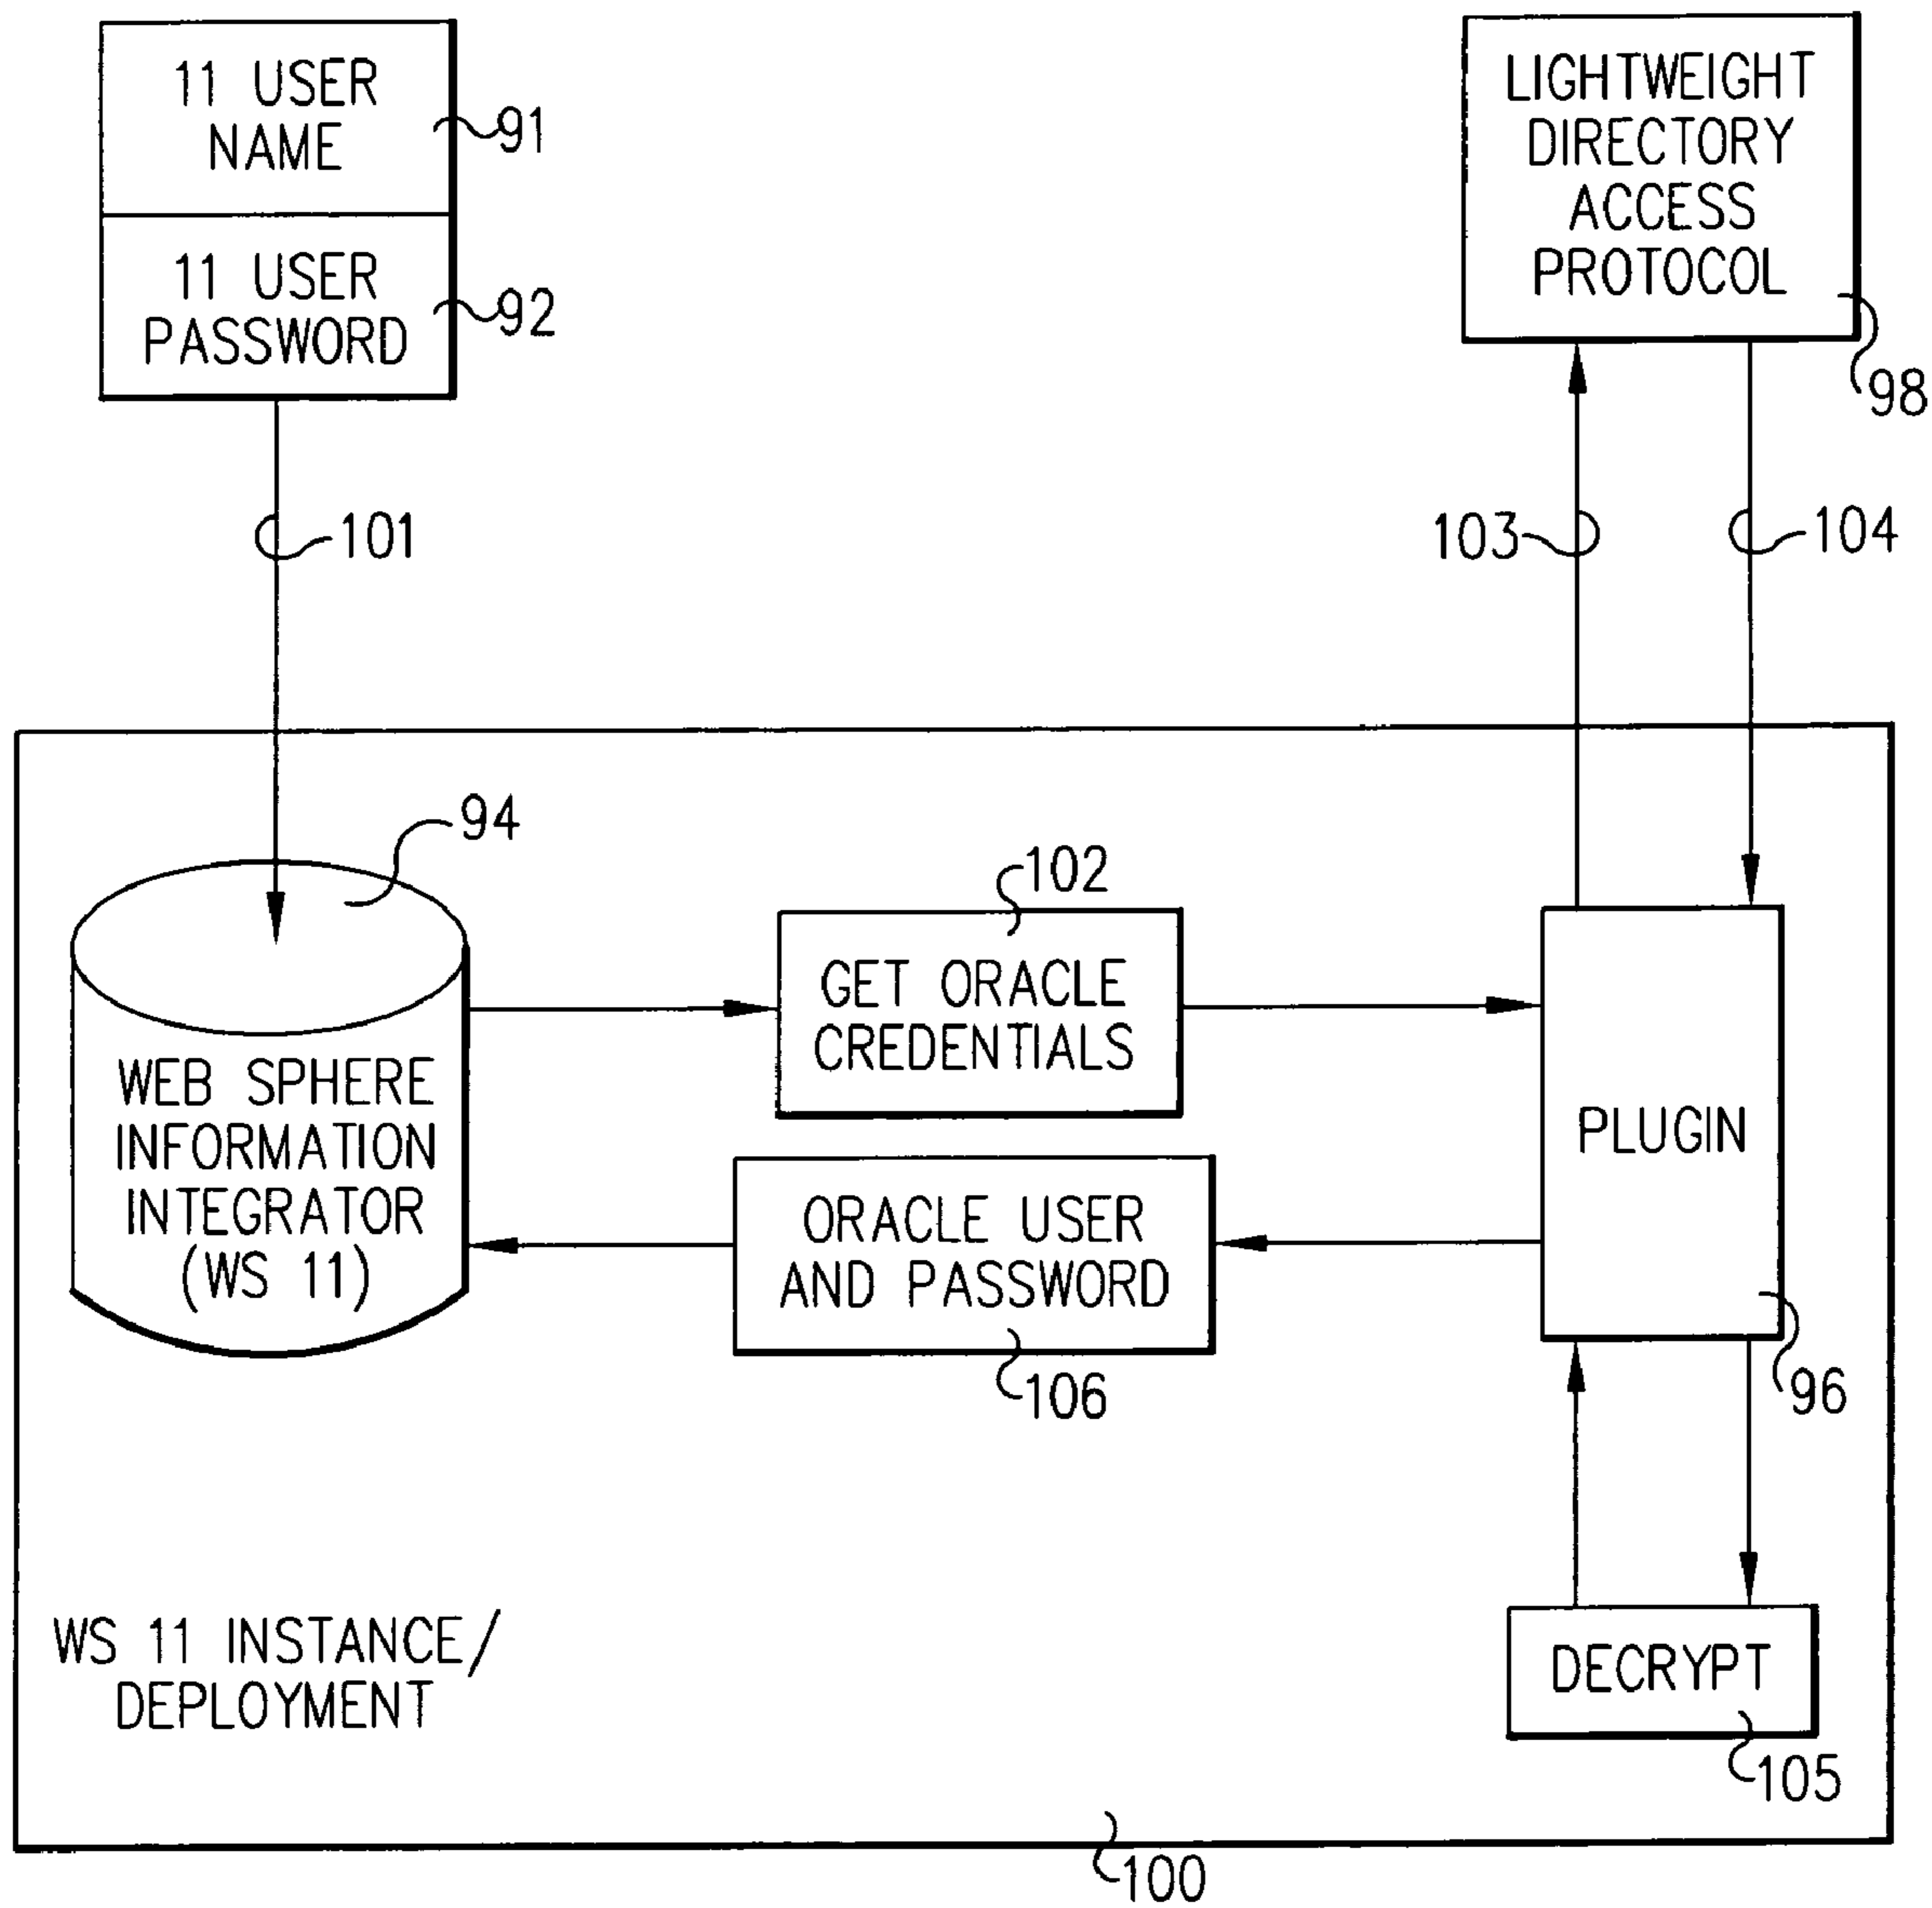 11 USER
NAME
91
11 USER
PASSWORD
92
LIGHTWEIGHT
DIRECTORY
ACCESS
PROTOCOL
98
101
103
104
94
WEB SPHERE
INFORMATION
INTEGRATOR
(WS 11)
102
GET ORACLE
CREDENTIALS
PLUGIN
96
ORACLE USER
AND PASSWORD
106
WS 11 INSTANCE/
DEPLOYMENT
DECRYPT
105
100